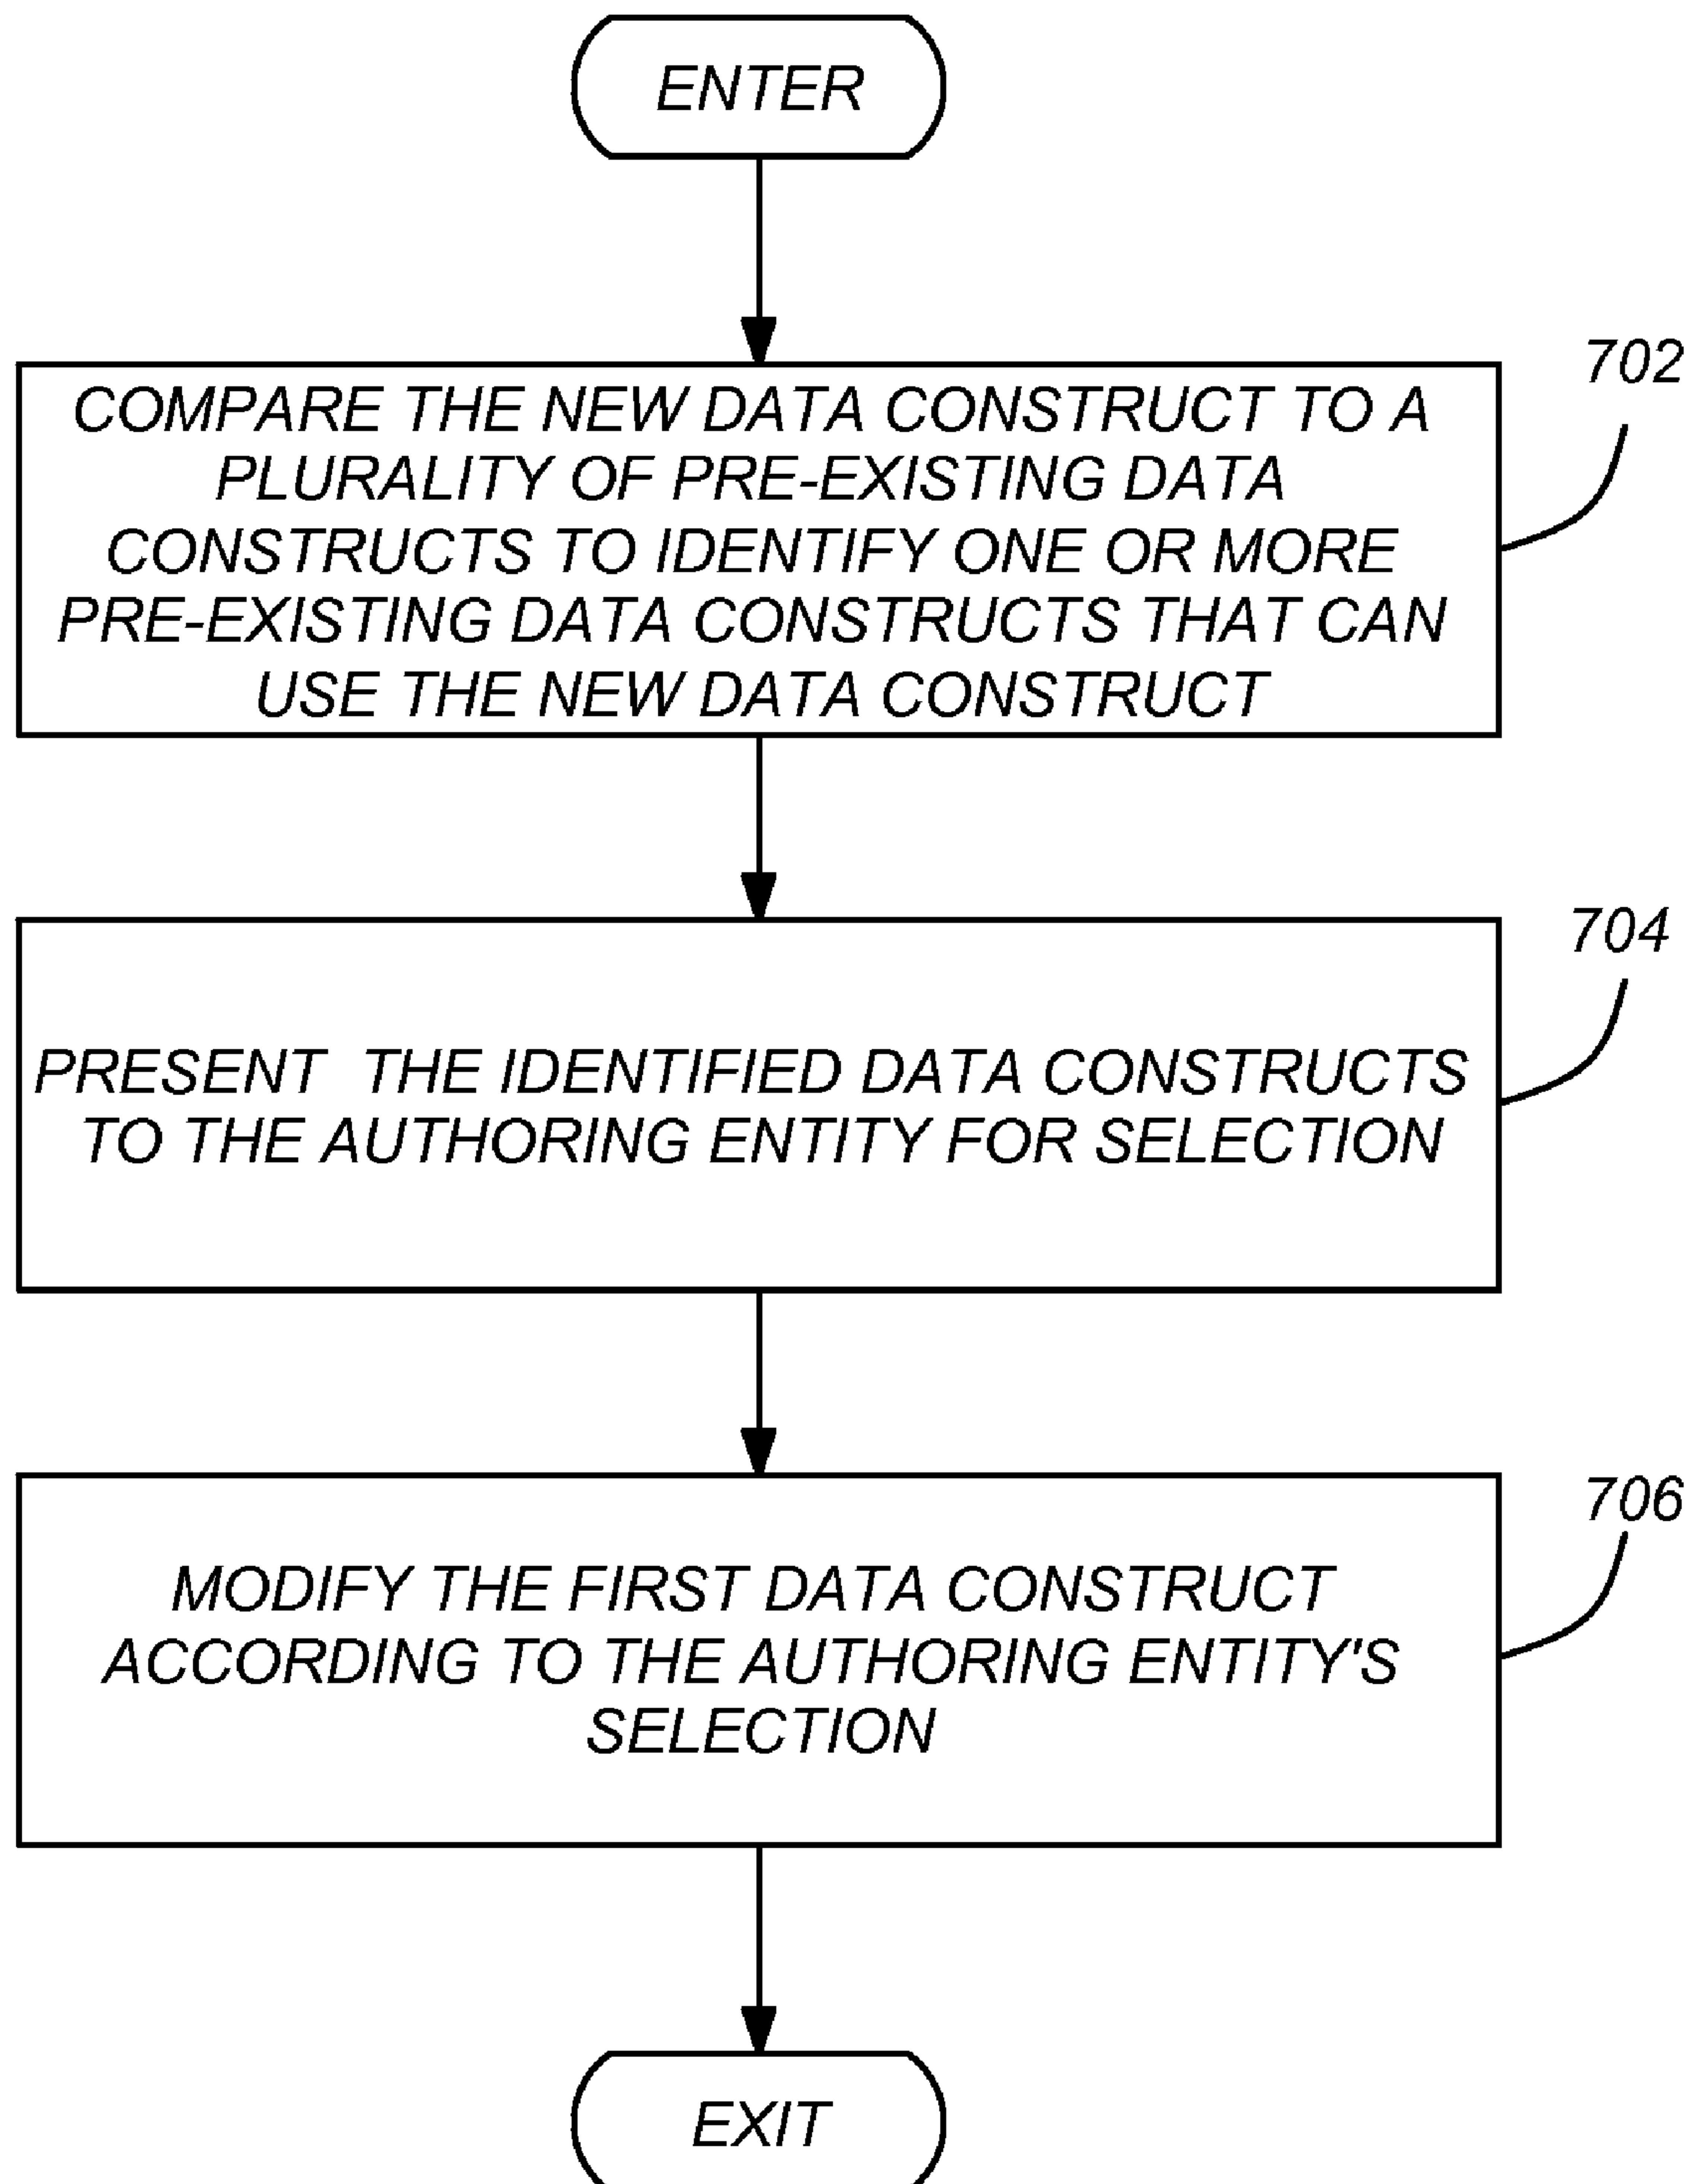 ENTER
702
COMPARE THE NEW DATA CONSTRUCT TO A
PLURALITY OF PRE-EXISTING DATA
CONSTRUCTS TO IDENTIFY ONE OR MORE
PRE-EXISTING DATA CONSTRUCTS THAT CAN
USE THE NEW DATA CONSTRUCT
704
PRESENT THE IDENTIFIED DATA CONSTRUCTS
TO THE AUTHORING ENTITY FOR SELECTION
706
MODIFY THE FIRST DATA CONSTRUCT
ACCORDING TO THE AUTHORING ENTITY'S
SELECTION
EXIT